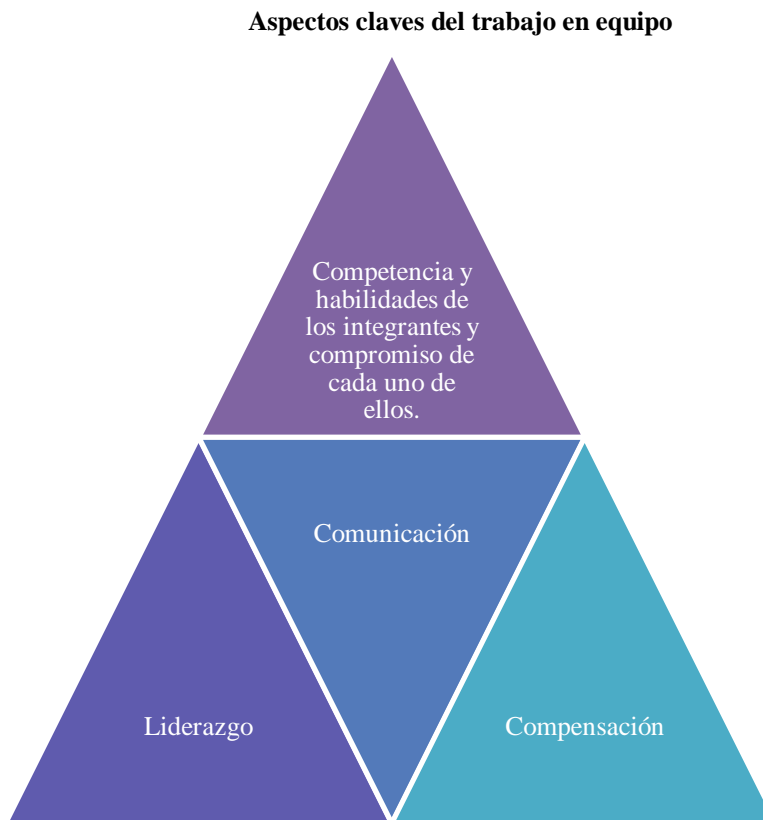 Aspectos claves del trabajo en equipo
Competencia y
habilidades de
los integrantes y
compromiso de
cada uno de
ellos.
Comunicación
Liderazgo
Compensación